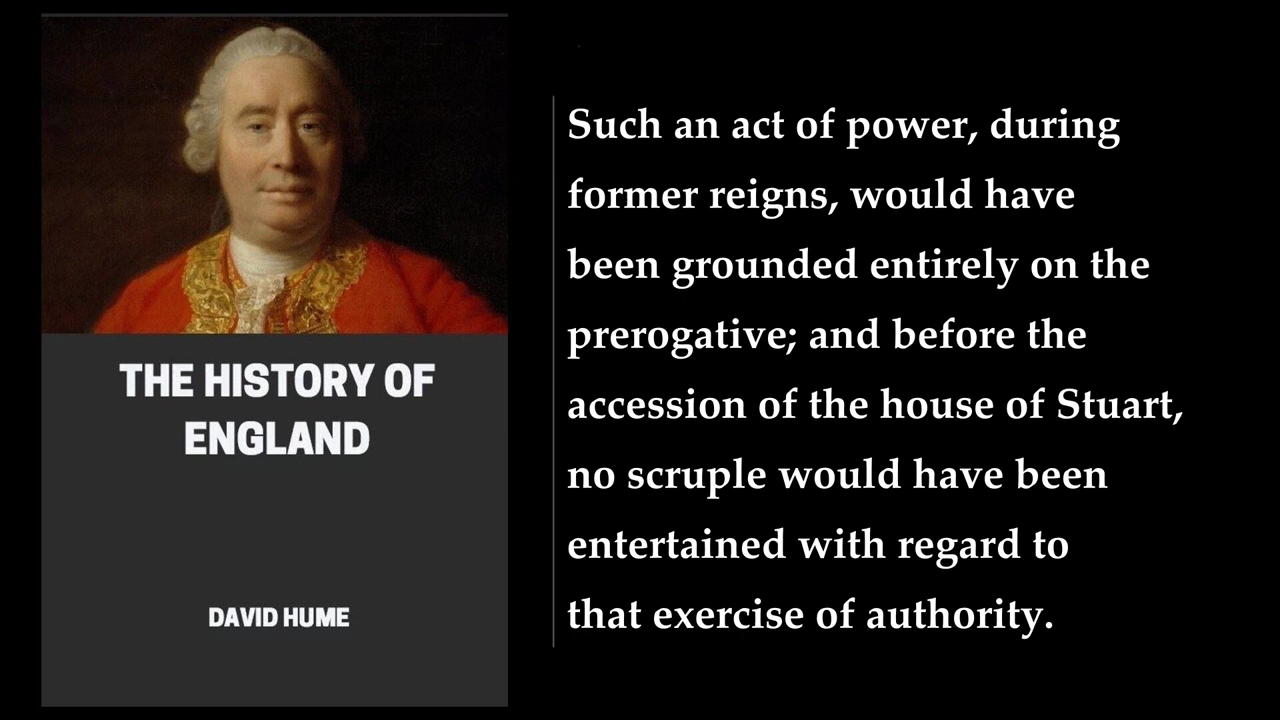 THE HISTORY OF
ENGLAND
DAVID HUME
Such an act of power, during
former reigns, would have
been grounded entirely on the
prerogative; and before the
accession of the house of Stuart,
no scruple would have been
entertained with regard to
that exercise of authority.